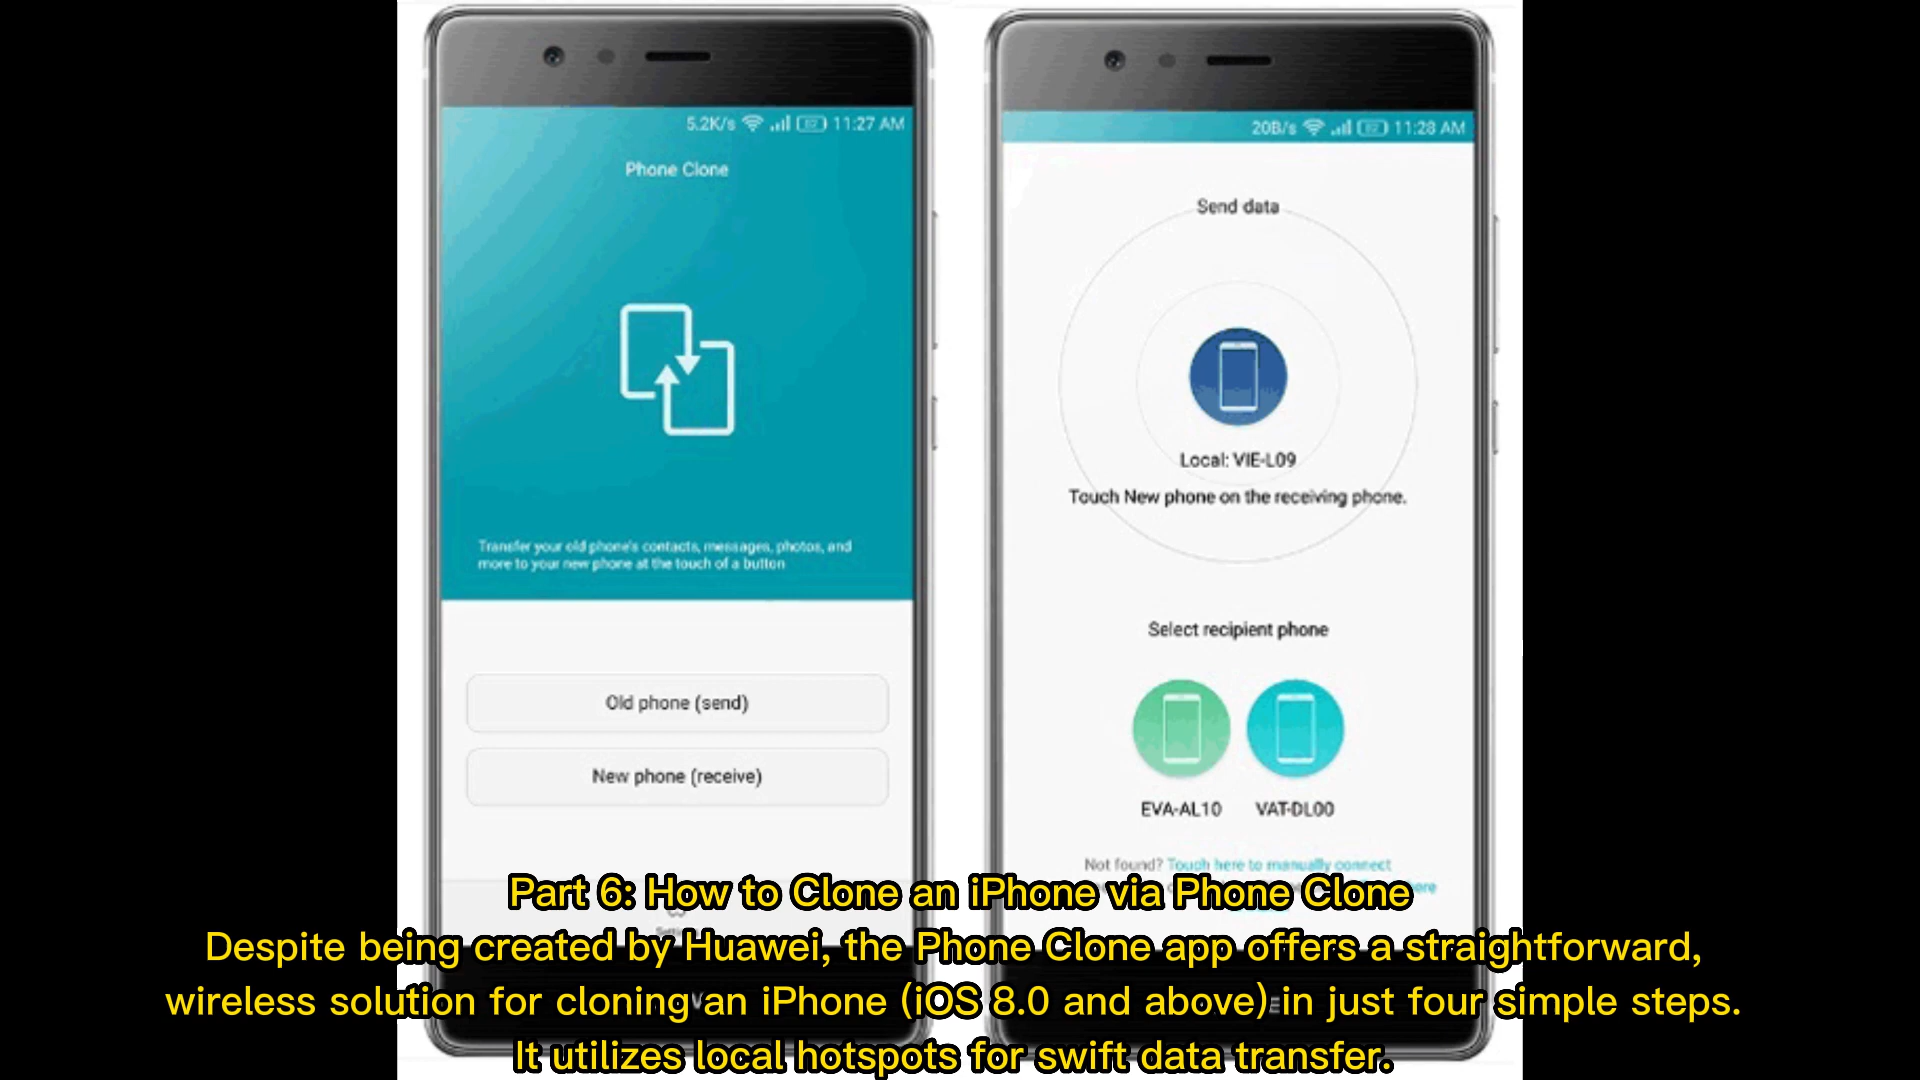 5.2K/s 82 11:27 AM
Phone Clone
Transfer your old phone's contacts, messages, photos, and
more to your new phone at the touch of a button
Old phone (send)
New phone (receive)
20B/s 82 11:28 AM
Send data
Local: VIE-L09
Touch New phone on the receiving phone.
Select recipient phone
EVA-AL10 VAT-DL00
Not found? Touch here to manually connect
Part 6: How to Clone an iPhone via Phone Clone
Despite being created by Huawei, the Phone Clone app offers a straightforward,
wireless solution for cloning an iPhone (iOS 8.0 and above) in just four simple steps.
It utilizes local hotspots for swift data transfer.